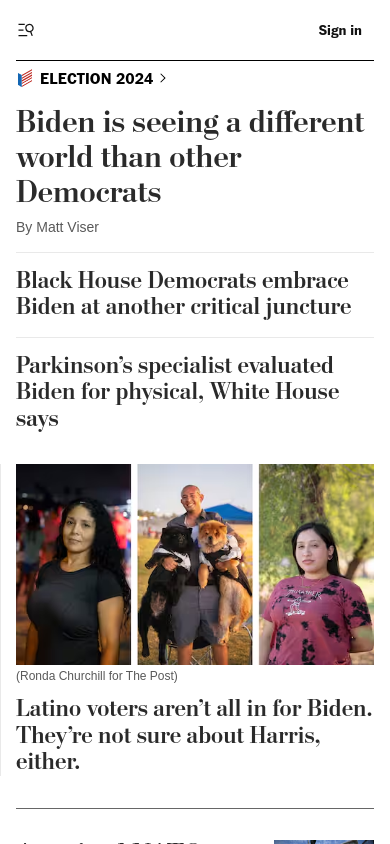 Sign in
ELECTION 2024
Biden is seeing a different
world than other
Democrats
By Matt Viser
Black House Democrats embrace
Biden at another critical juncture
Parkinson’s specialist evaluated
Biden for physical, White House
says
(Ronda Churchill for The Post)
Latino voters aren’t all in for Biden.
They’re not sure about Harris,
either.